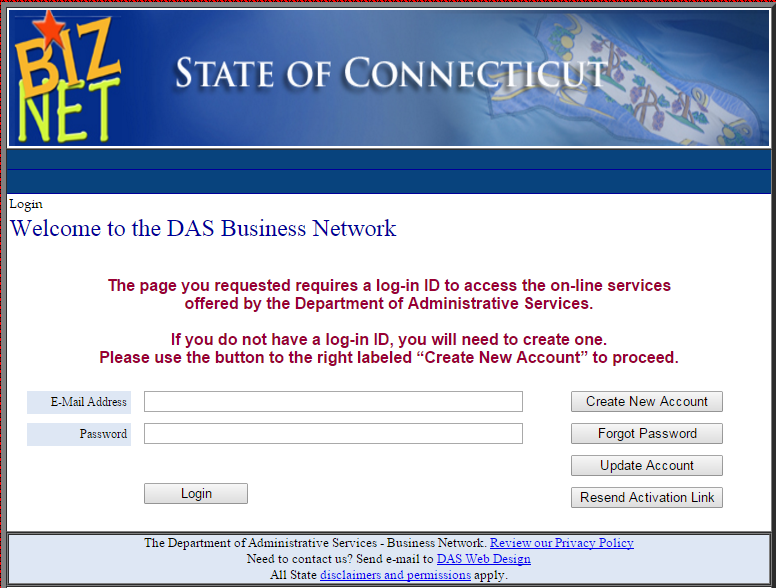 BIZ
NET
STATE OF CONNECTICUT
Login
Welcome to the DAS Business Network
The page you requested requires a log-in ID to access the on-line services
offered by the Department of Administrative Services.
If you do not have a log-in ID, you will need to create one.
Please use the button to the right labeled “Create New Account” to proceed.
E-Mail Address
Create New Account
Password
Forgot Password
Update Account
Login
Resend Activation Link
The Department of Administrative Services - Business Network. Review our Privacy Policy
Need to contact us? Send e-mail to DAS Web Design
All State disclaimers and permissions apply.